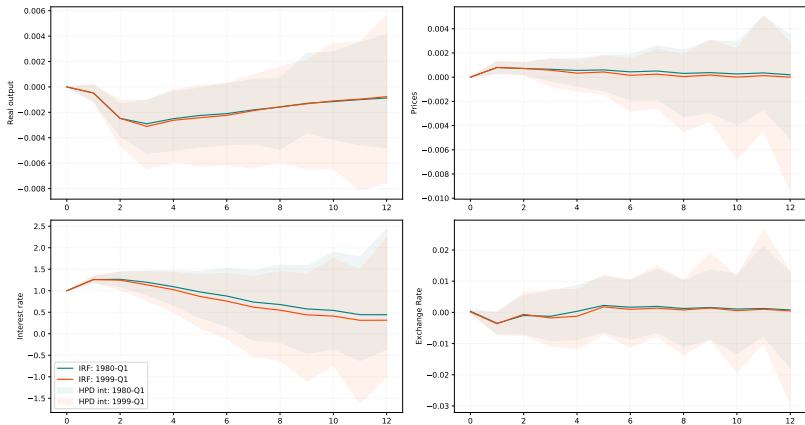 0.006
0.004
0.002
0.000
−0.002
−0.004
−0.006
−0.008
Real output
0 2 4 6 8 10 12
0.004
0.002
0.000
−0.002
−0.004
−0.006
−0.008
−0.010
Prices
0 2 4 6 8 10 12
2.5
2.0
1.5
1.0
0.5
0.0
−0.5
−1.0
−1.5
Interest rate
IRF: 1980-Q1
IRF: 1999-Q1
HPD int: 1980-Q1
HPD int: 1999-Q1
0 2 4 6 8 10 12
0.02
0.01
0.00
−0.01
−0.02
−0.03
Exchange Rate
0 2 4 6 8 10 12